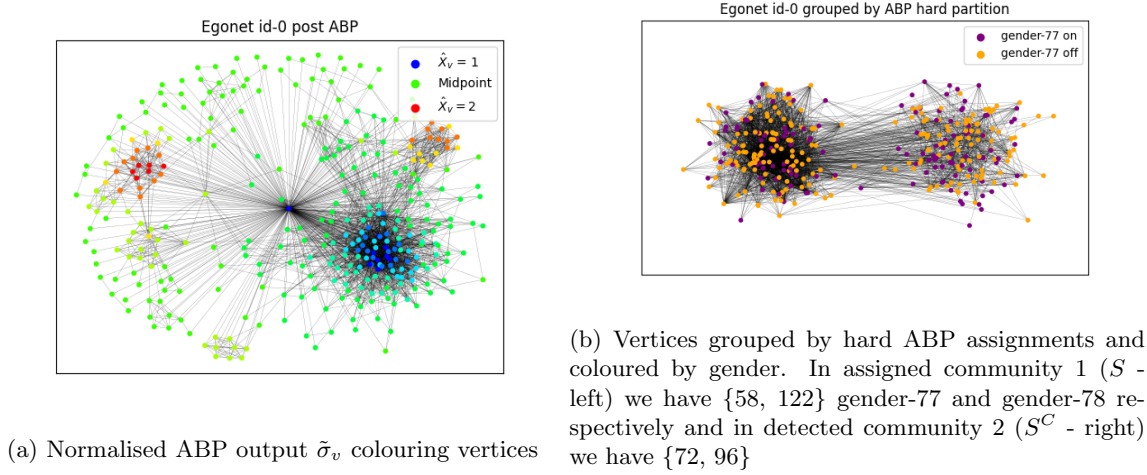 Egonet id-0 post ABP
X̂ᵥ = 1
Midpoint
X̂ᵥ = 2
(a) Normalised ABP output σ̃ᵥ colouring vertices
Egonet id-0 grouped by ABP hard partition
gender-77 on
gender-77 off
(b) Vertices grouped by hard ABP assignments and
coloured by gender. In assigned community 1 (S -
left) we have {58, 122} gender-77 and gender-78 re-
spectively and in detected community 2 (Sᶜ - right)
we have {72, 96}